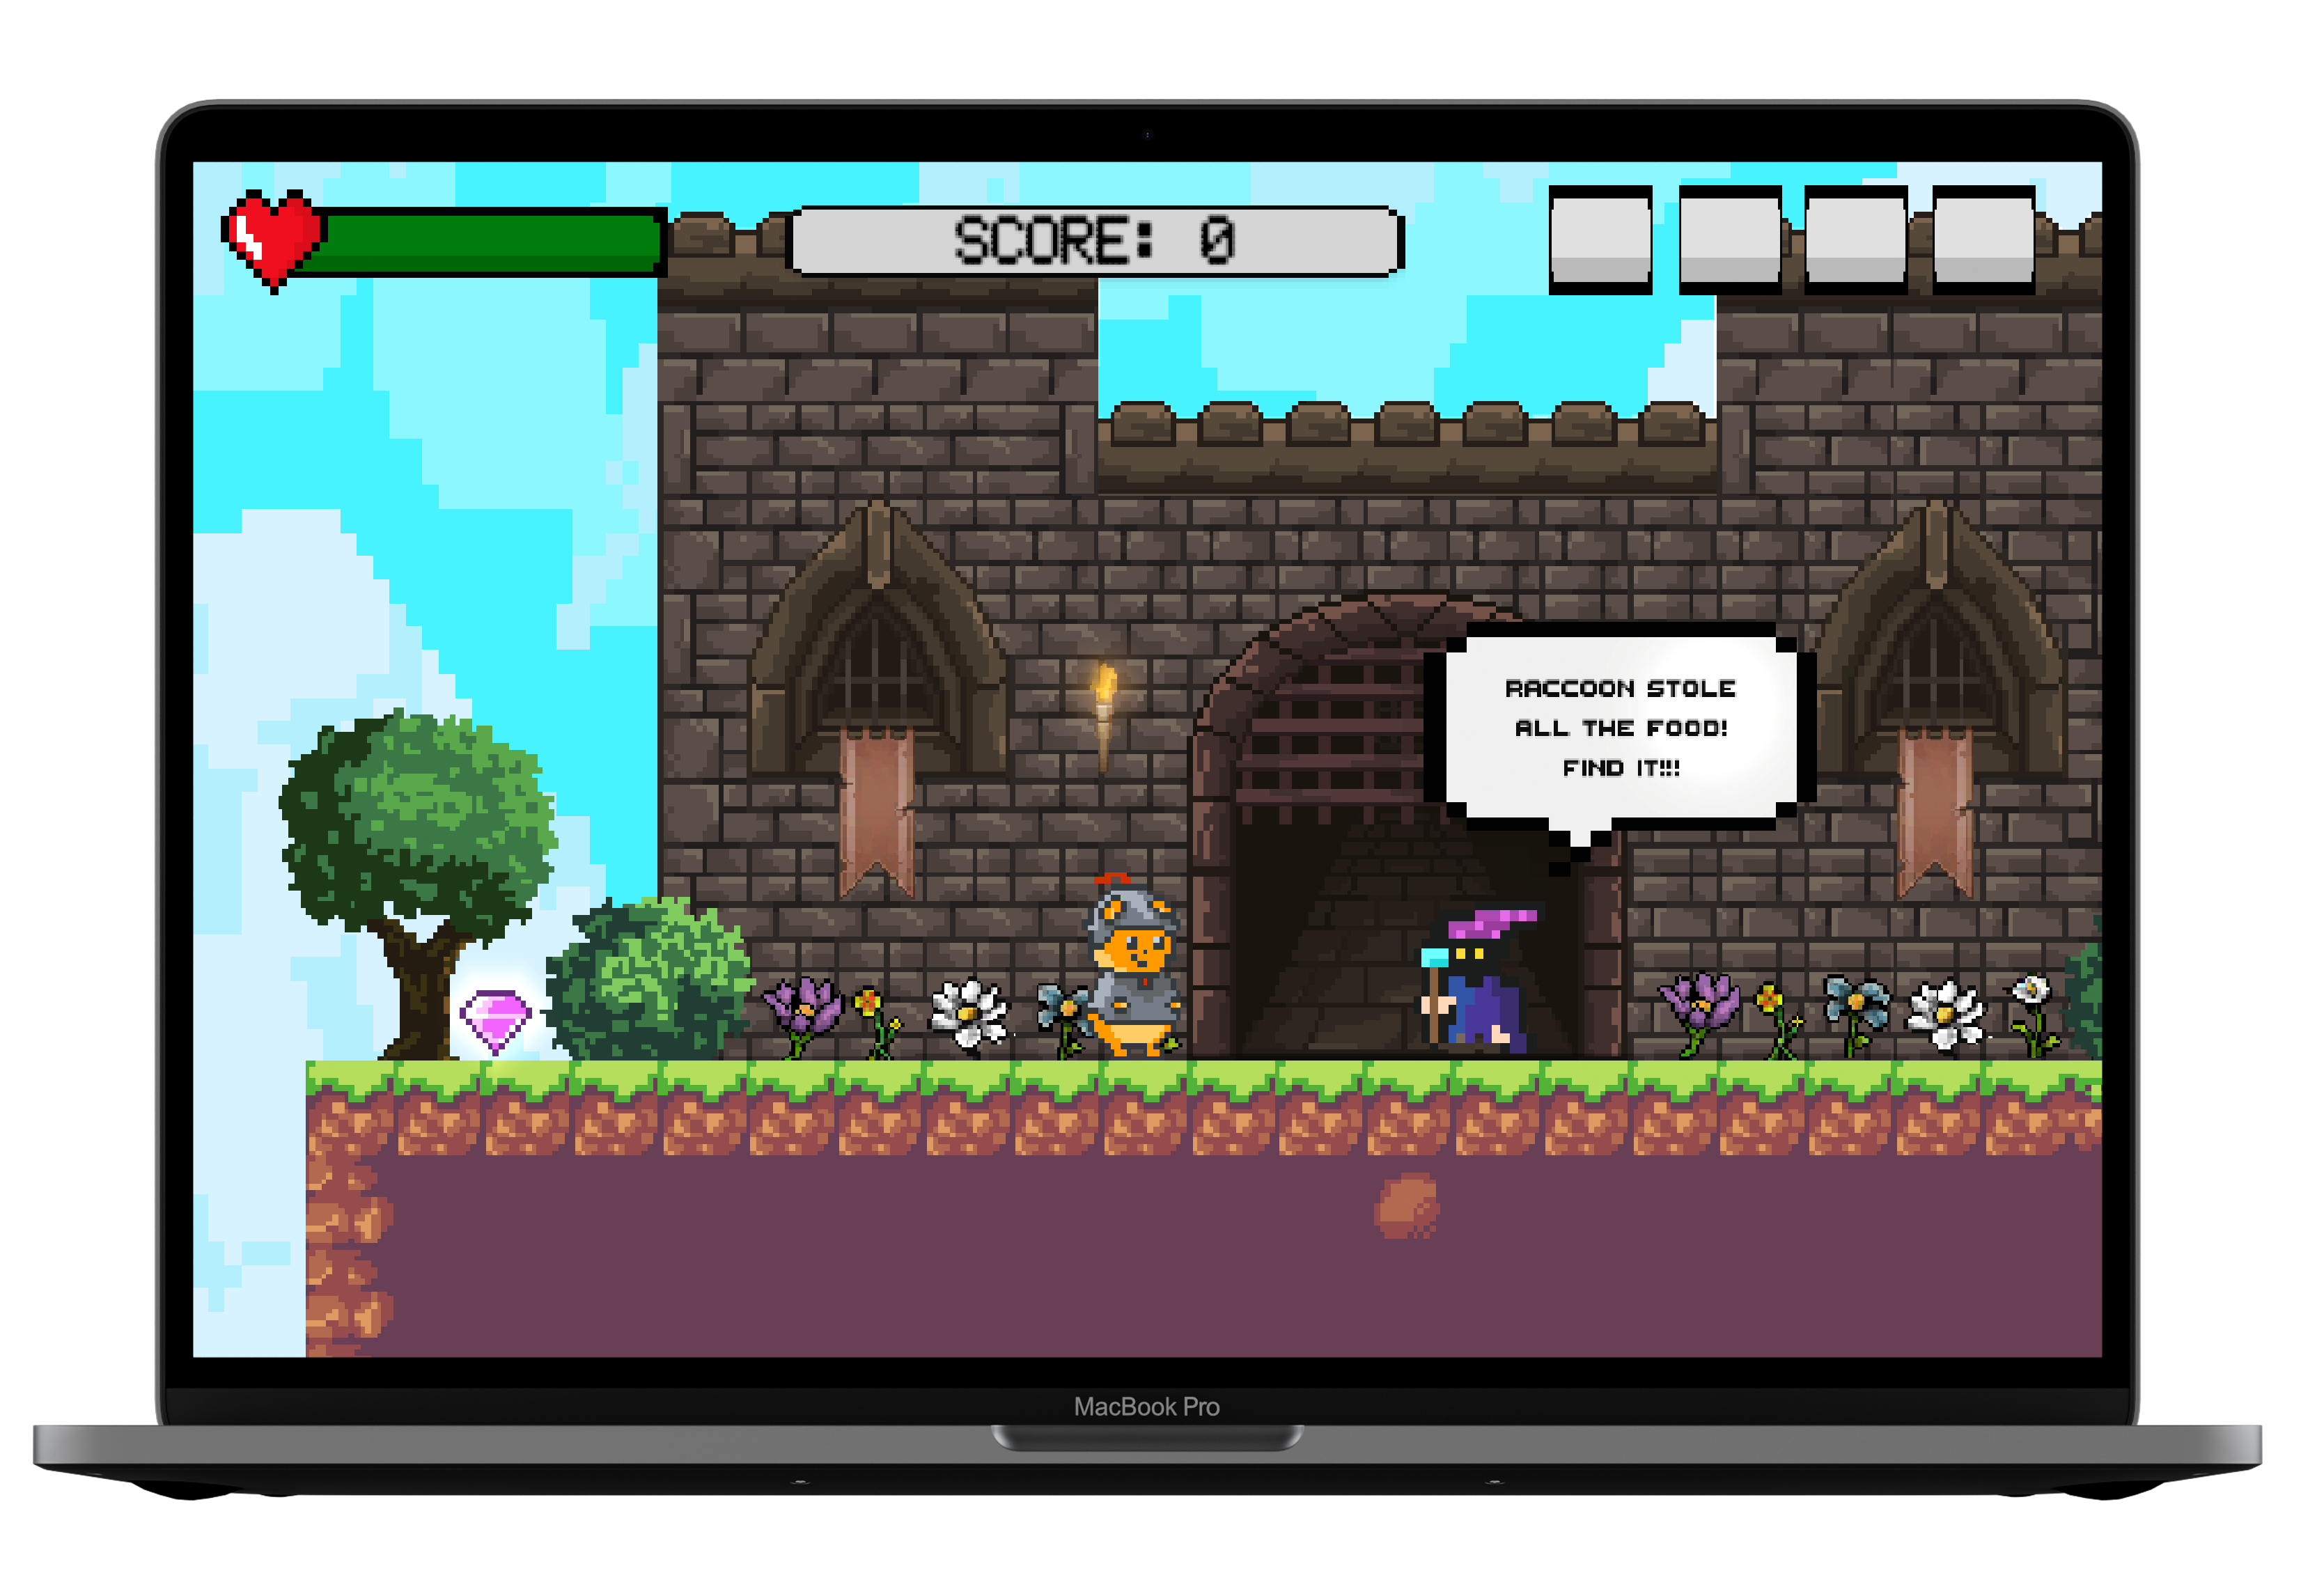 SCORE: 0
RACCOON STOLE
ALL THE FOOD!
FIND IT!!!
MacBook Pro